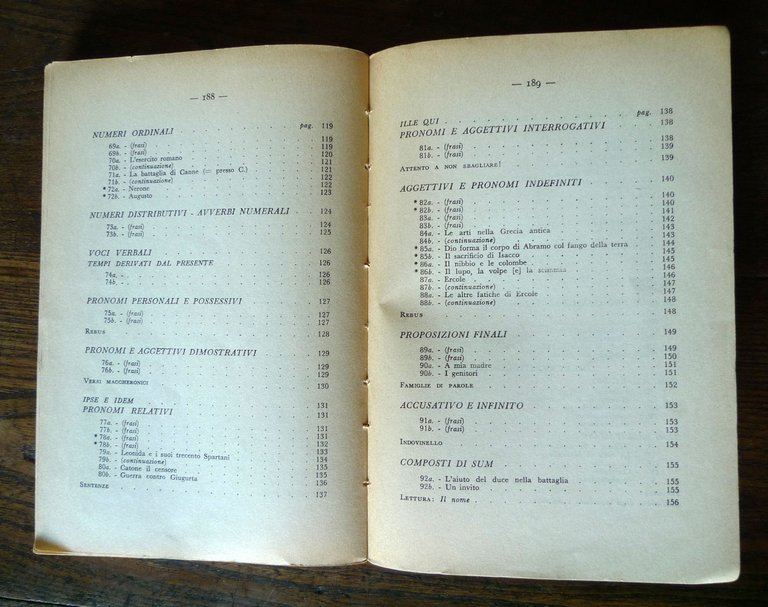 — 188 —
NUMERI ORDINALI . . . . pag. 119
69a. - (frasi) . . . . 119
69b. - (frasi) . . . . 119
70a. - L'esercito romano . . . . 120
70b. - (continuazione) . . . . 121
71a. - La battaglia di Canne (= presso C.) . . . . 121
71b. - (continuazione) . . . . 122
* 72a. - Nerone . . . . 122
* 72b. - Augusto . . . . 123
NUMERI DISTRIBUTIVI - AVVERBI NUMERALI . . . . 124
73a. - (frasi) . . . . 124
73b. - (frasi) . . . . 125
VOCI VERBALI . . . . 126
TEMPI DERIVATI DAL PRESENTE . . . . 126
74a. - . . . . 126
74b. - . . . . 126
PRONOMI PERSONALI E POSSESSIVI . . . . 127
75a. - (frasi) . . . . 127
75b. - (frasi) . . . . 127
REBUS . . . . 128
PRONOMI E AGGETTIVI DIMOSTRATIVI . . . . 129
76a. - (frasi) . . . . 129
76b. - (frasi) . . . . 129
VERSI MACCHERONICI . . . . 130
IPSE E IDEM . . . . 131
PRONOMI RELATIVI . . . . 131
77a. - (frasi) . . . . 131
77b. - (frasi) . . . . 131
* 78a. - (frasi) . . . . 132
* 78b. - (frasi) . . . . 132
79a. - Leonida e i suoi trecento Spartani . . . . 133
79b. - (continuazione) . . . . 134
80a. - Catone il censore . . . . 135
80b. - Guerra contro Giugurta . . . . 136
SENTENZE . . . . 137
— 189 —
ILLE QUI . . . . pag. 138
PRONOMI E AGGETTIVI INTERROGATIVI . . . . 138
81a. - (frasi) . . . . 138
81b. - (frasi) . . . . 139
ATTENTO A NON SBAGLIARE! . . . . 139
AGGETTIVI E PRONOMI INDEFINITI . . . . 140
* 82a. - (frasi) . . . . 140
* 82b. - (frasi) . . . . 140
83a. - (frasi) . . . . 141
83b. - (frasi) . . . . 142
84a. - Le arti nella Grecia antica . . . . 143
84b. - (continuazione) . . . . 144
* 85a. - Dio forma il corpo di Abramo col fango della terra . . . . 144
* 85b. - Il sacrificio di Isacco . . . . 145
* 86a. - Il nibbio e le colombe . . . . 145
* 86b. - Il lupo, la volpe [e] la scimmia . . . . 146
87a. - Ercole . . . . 146
87b. - (continuazione) . . . . 147
88a. - Le altre fatiche di Ercole . . . . 147
88b. - (continuazione) . . . . 148
REBUS . . . . 148
PROPOSIZIONI FINALI . . . . 149
89a. - (frasi) . . . . 149
89b. - (frasi) . . . . 150
90a. - A mia madre . . . . 151
90b. - I genitori . . . . 151
FAMIGLIE DI PAROLE . . . . 152
ACCUSATIVO E INFINITO . . . . 153
91a. - (frasi) . . . . 153
91b. - (frasi) . . . . 153
INDOVINELLO . . . . 154
COMPOSTI DI SUM . . . . 155
92a. - L'aiuto del duce nella battaglia . . . . 155
92b. - Un invito . . . . 155
LETTURA: Il nome . . . . 156